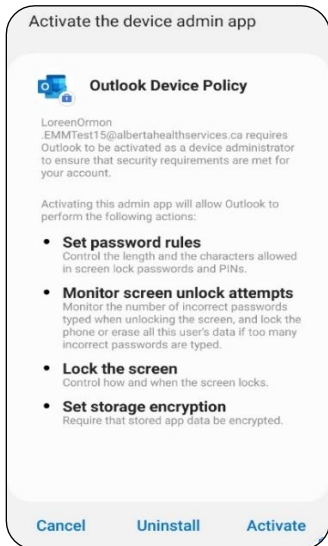 Activate the device admin app
Outlook Device Policy
LoreenOrmon
.EMMTest15@albertahealthservices.ca requires
Outlook to be activated as a device administrator
to ensure that security requirements are met for
your account.
Activating this admin app will allow Outlook to
perform the following actions:
• Set password rules
Control the length and the characters allowed
in screen lock passwords and PINs.
• Monitor screen unlock attempts
Monitor the number of incorrect passwords
typed when unlocking the screen, and lock the
phone or erase all this user's data if too many
incorrect passwords are typed.
• Lock the screen
Control how and when the screen locks.
• Set storage encryption
Require that stored app data be encrypted.
Cancel Uninstall Activate